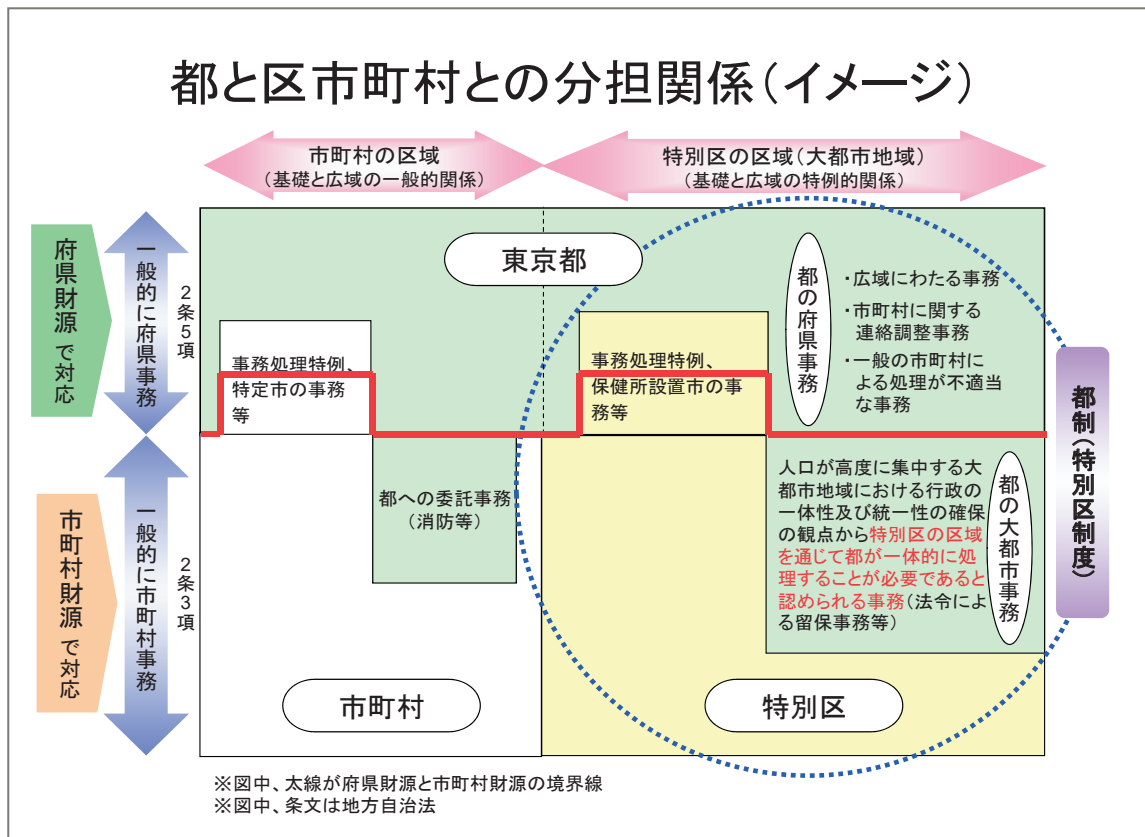 都と区市町村との分担関係(イメージ)
市町村の区域
(基礎と広域の一般的関係)
特別区の区域(大都市地域)
(基礎と広域の特例的関係)
府県財源で対応
一般的に府県事務
2条5項
東京都
事務処理特例、
特定市の事務
等
事務処理特例、
保健所設置市の事
務等
都の府県事務
・広域にわたる事務
・市町村に関する
連絡調整事務
・一般の市町村
による処理が不適当
な事務
都制(特別区制度)
市町村財源で対応
一般的に市町村事務
2条3項
都への委託事務
(消防等)
人口が高度に集中する大
都市地域における行政の
一体性及び統一性の確保
の観点から特別区の区域
を通じて都が一体的に処
理することが必要であると
認められる事務(法令によ
る留保事務等)
都の大都市事務
市町村
特別区
※図中、太線が府県財源と市町村財源の境界線
※図中、条文は地方自治法